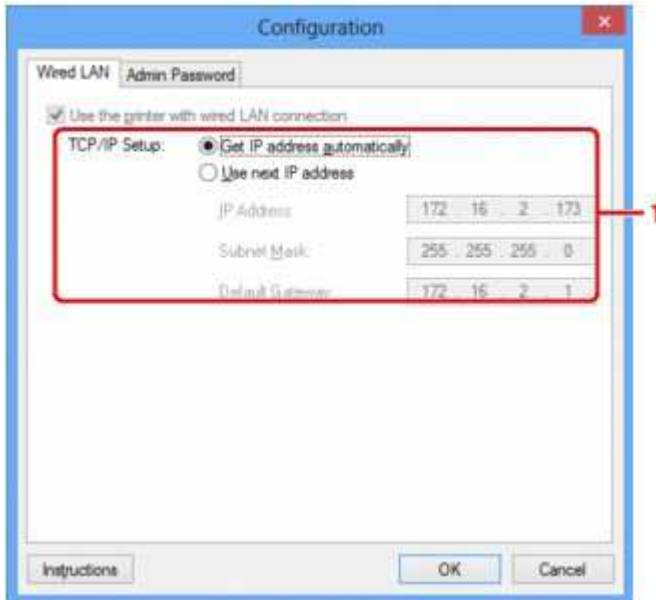 Configuration
Wired LAN Admin Password
Use the printer with wired LAN connection
TCP/IP Setup: Get IP address automatically
Use next IP address
IP Address: 172 . 16 . 2 . 173
1
Subnet Mask: 255 . 255 . 255 . 0
Default Gateway: 172 . 16 . 2 . 1
Instructions OK Cancel